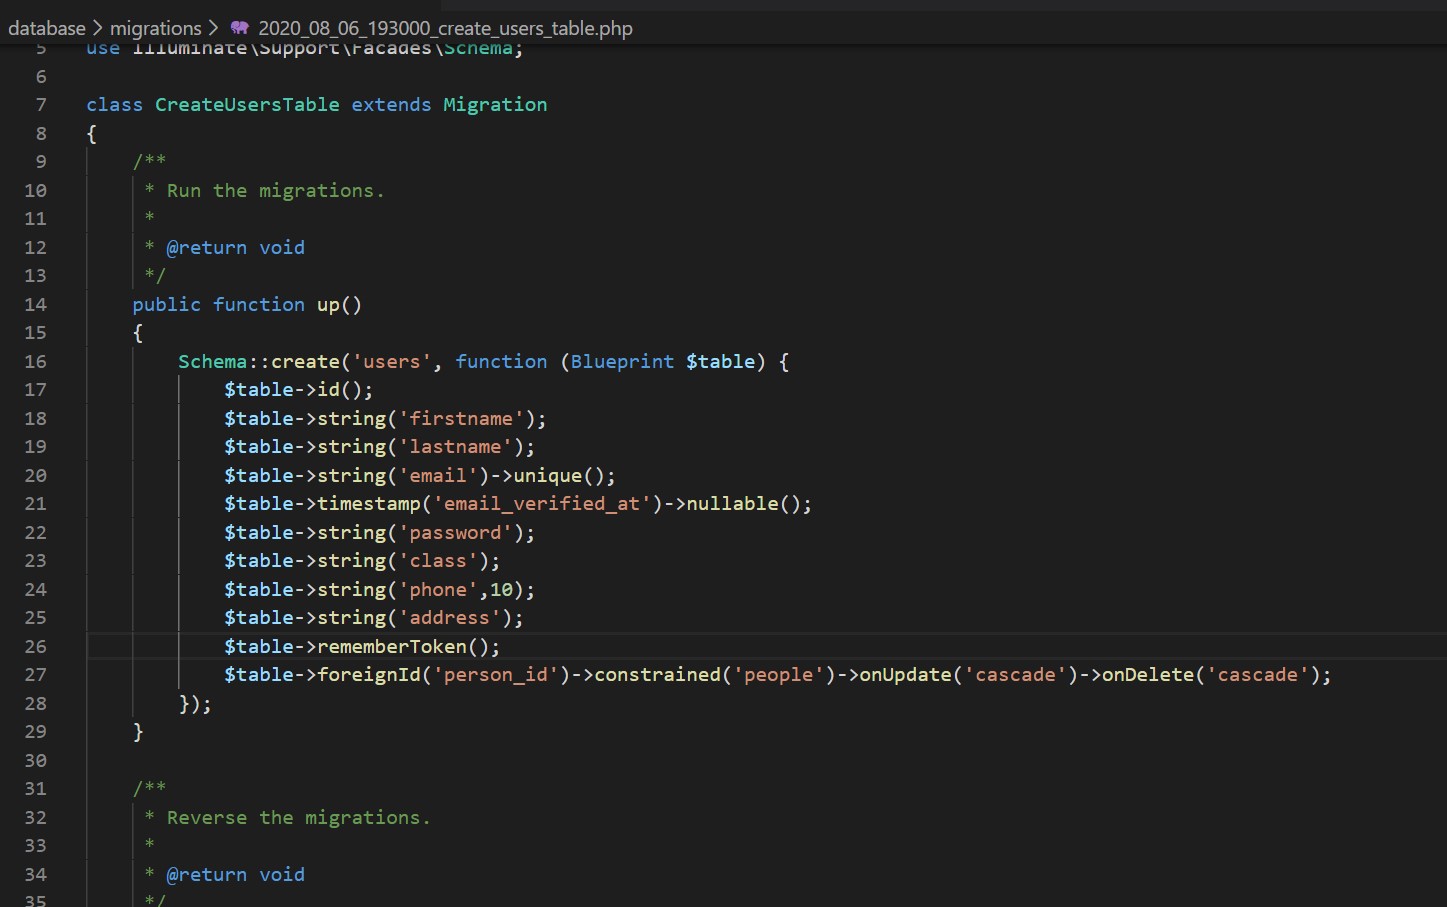 database > migrations > 2020_08_06_193000_create_users_table.php
5 use Illuminate\Support\Facades\Schema;
6
7 class CreateUsersTable extends Migration
8 {
9 /**
10 * Run the migrations.
11 *
12 * @return void
13 */
14 public function up()
15 {
16 Schema::create('users', function (Blueprint $table) {
17 $table->id();
18 $table->string('firstname');
19 $table->string('lastname');
20 $table->string('email')->unique();
21 $table->timestamp('email_verified_at')->nullable();
22 $table->string('password');
23 $table->string('class');
24 $table->string('phone',10);
25 $table->string('address');
26 $table->rememberToken();
27 $table->foreignId('person_id')->constrained('people')->onUpdate('cascade')->onDelete('cascade');
28 });
29 }
30
31 /**
32 * Reverse the migrations.
33 *
34 * @return void
35 */